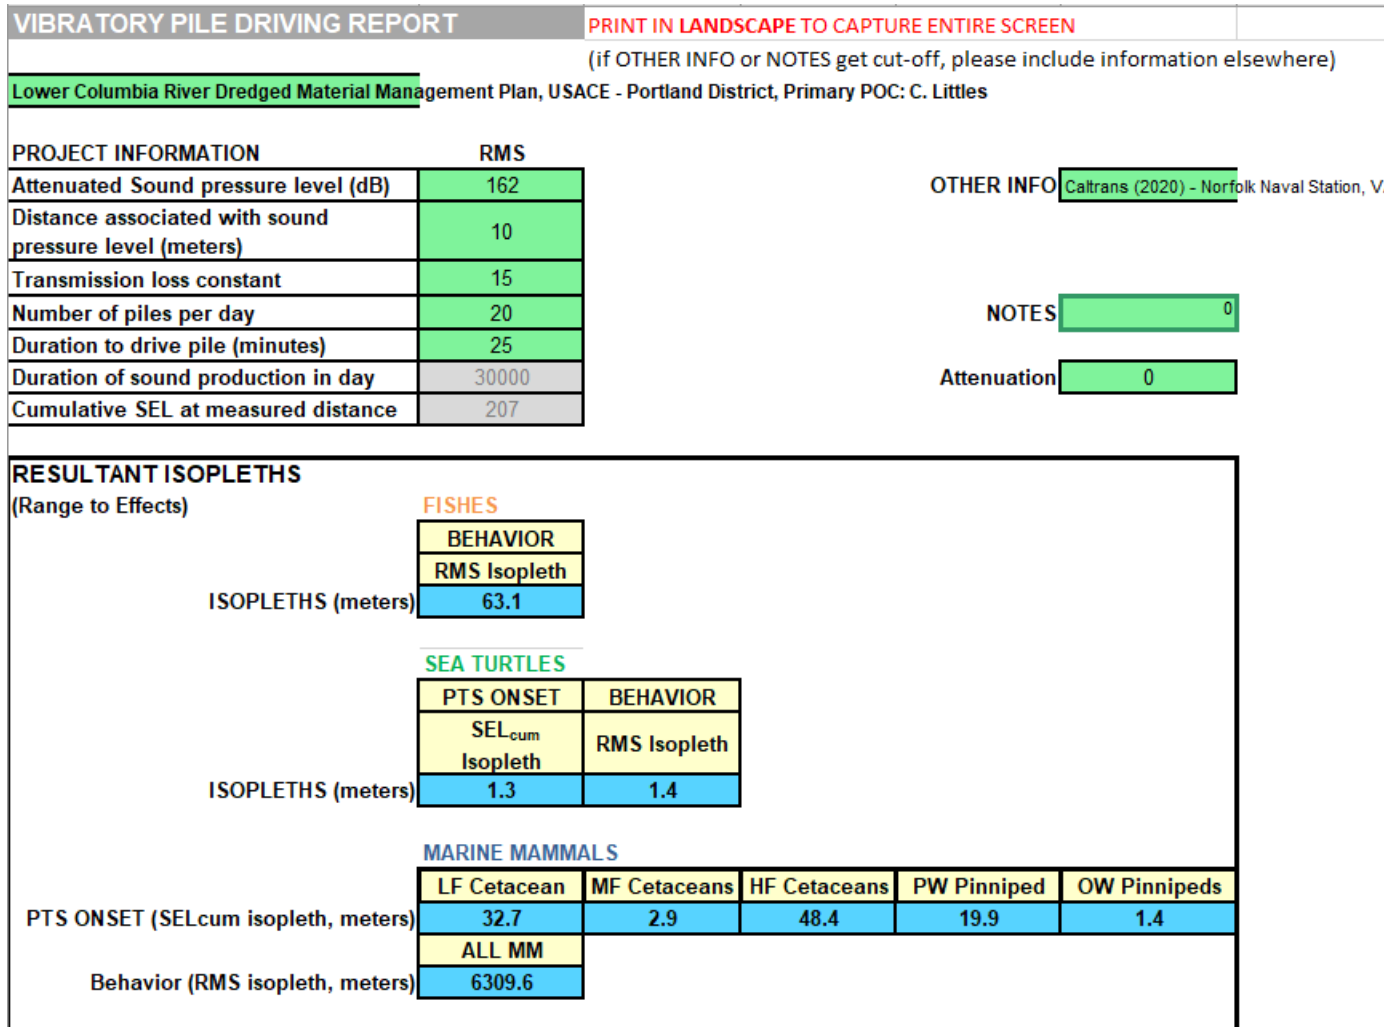 VIBRATORY PILE DRIVING REPORT PRINT IN LANDSCAPE TO CAPTURE ENTIRE SCREEN
(if OTHER INFO or NOTES get cut-off, please include information elsewhere)
Lower Columbia River Dredged Material Management Plan, USACE - Portland District, Primary POC: C. Littles
PROJECT INFORMATION RMS
Attenuated Sound pressure level (dB) 162 OTHER INFO Caltrans (2020) - Norfolk Naval Station, V
Distance associated with sound
pressure level (meters) 10
Transmission loss constant 15
Number of piles per day 20 NOTES 0
Duration to drive pile (minutes) 25
Duration of sound production in day 30000 Attenuation 0
Cumulative SEL at measured distance 207
RESULTANT ISOPLETHS
(Range to Effects) FISHES
BEHAVIOR
RMS Isopleth
ISOPLETHS (meters) 63.1
SEA TURTLES
PTS ONSET BEHAVIOR
SELcum
Isopleth RMS Isopleth
ISOPLETHS (meters) 1.3 1.4
MARINE MAMMALS
LF Cetacean MF Cetaceans HF Cetaceans PW Pinniped OW Pinnipeds
PTS ONSET (SELcum isopleth, meters) 32.7 2.9 48.4 19.9 1.4
ALL MM
Behavior (RMS isopleth, meters) 6309.6